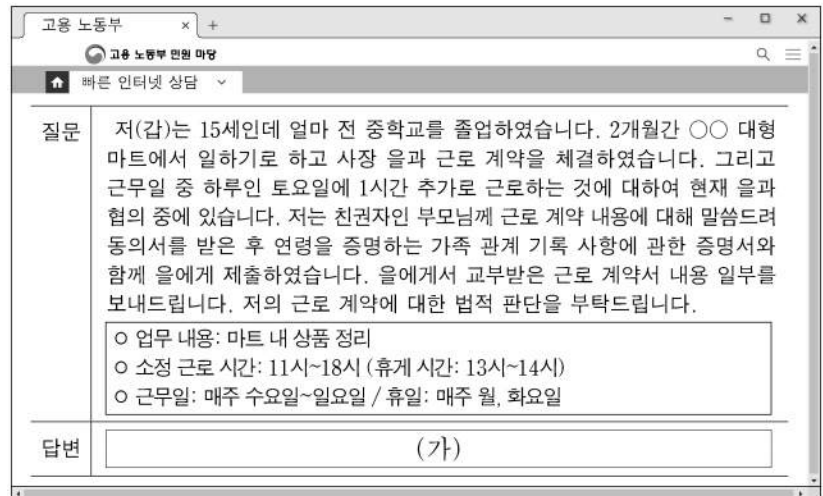 고용 노동부 × +
고용 노동부 민원 마당
빠른 인터넷 상담
질문
저(갑)는 15세인데 얼마 전 중학교를 졸업하였습니다. 2개월간 ○○ 대형
마트에서 일하기로 하고 사장 을과 근로 계약을 체결하였습니다. 그리고
근무일 중 하루인 토요일에 1시간 추가로 근로하는 것에 대하여 현재 을과
협의 중에 있습니다. 저는 친권자인 부모님께 근로 계약 내용에 대해 말씀드려
동의서를 받은 후 연령을 증명하는 가족 관계 기록 사항에 관한 증명서와
함께 을에게 제출하였습니다. 을에게서 교부받은 근로 계약서 내용 일부를
보내드립니다. 저의 근로 계약에 대한 법적 판단을 부탁드립니다.
○ 업무 내용: 마트 내 상품 정리
○ 소정 근로 시간: 11시~18시 (휴게 시간: 13시~14시)
○ 근무일: 매주 수요일~일요일 / 휴일: 매주 월, 화요일
답변
(가)